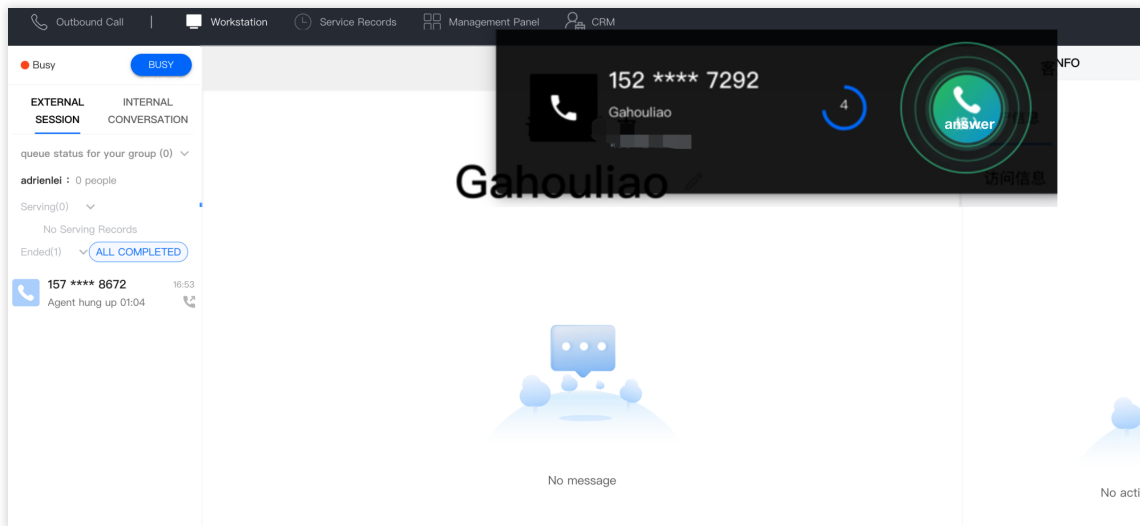 Outbound Call
Workstation
Service Records
Management Panel
CRM
Busy
BUSY
EXTERNAL SESSION
INTERNAL CONVERSATION
queue status for your group (0)
adrienlei : 0 people
Serving(0)
No Serving Records
Ended(1)
ALL COMPLETED
157 **** 8672
16:53
Agent hung up 01:04
152 **** 7292
Gahouliao
4
answer
NFO
访问信息
Gahouliao
No message
No acti